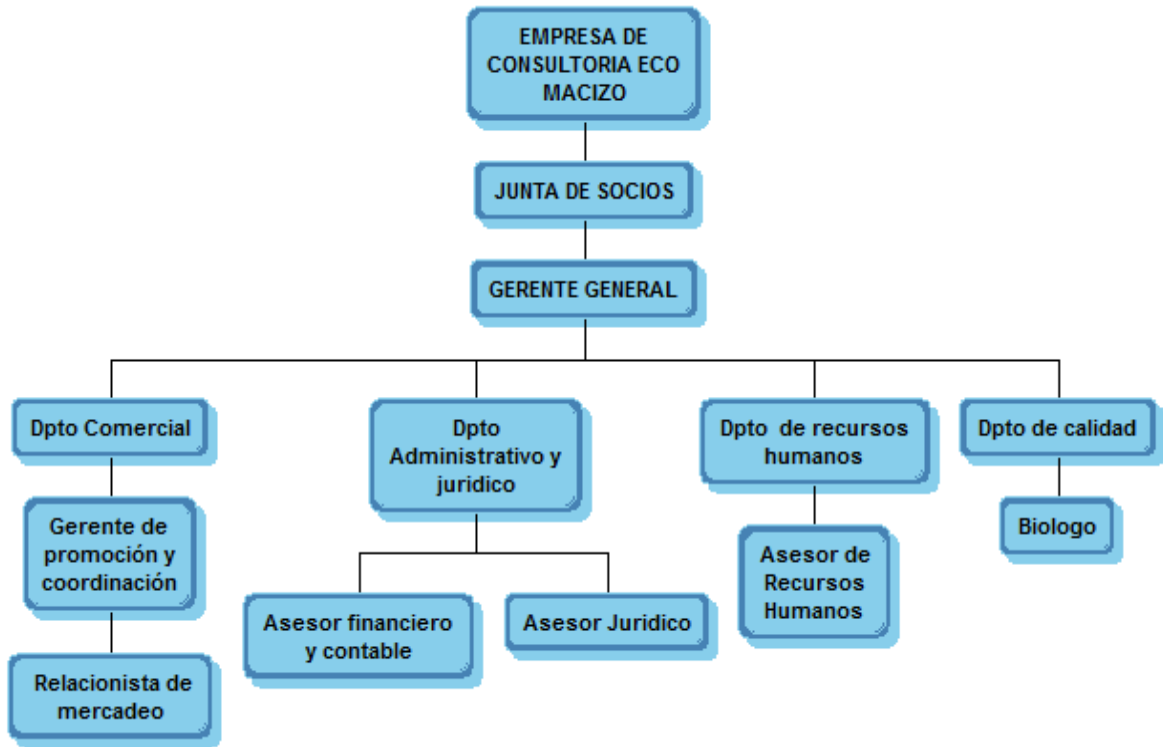 EMPRESA DE
CONSULTORIA ECO
MACIZO
JUNTA DE SOCIOS
GERENTE GENERAL
Dpto Comercial
Gerente de
promoción y
coordinación
Relacionista de
mercadeo
Dpto
Administrativo y
juridico
Asesor financiero
y contable
Asesor Juridico
Dpto de recursos
humanos
Asesor de
Recursos
Humanos
Dpto de calidad
Biologo